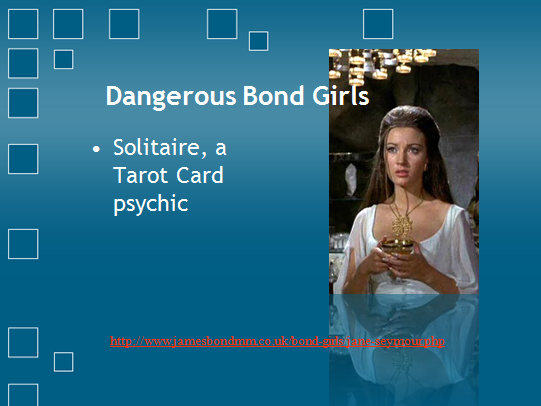 Dangerous Bond Girls
• Solitaire, a
Tarot Card
psychic
http://www.jamesbondmm.co.uk/bond-girls/jane-seymour.php